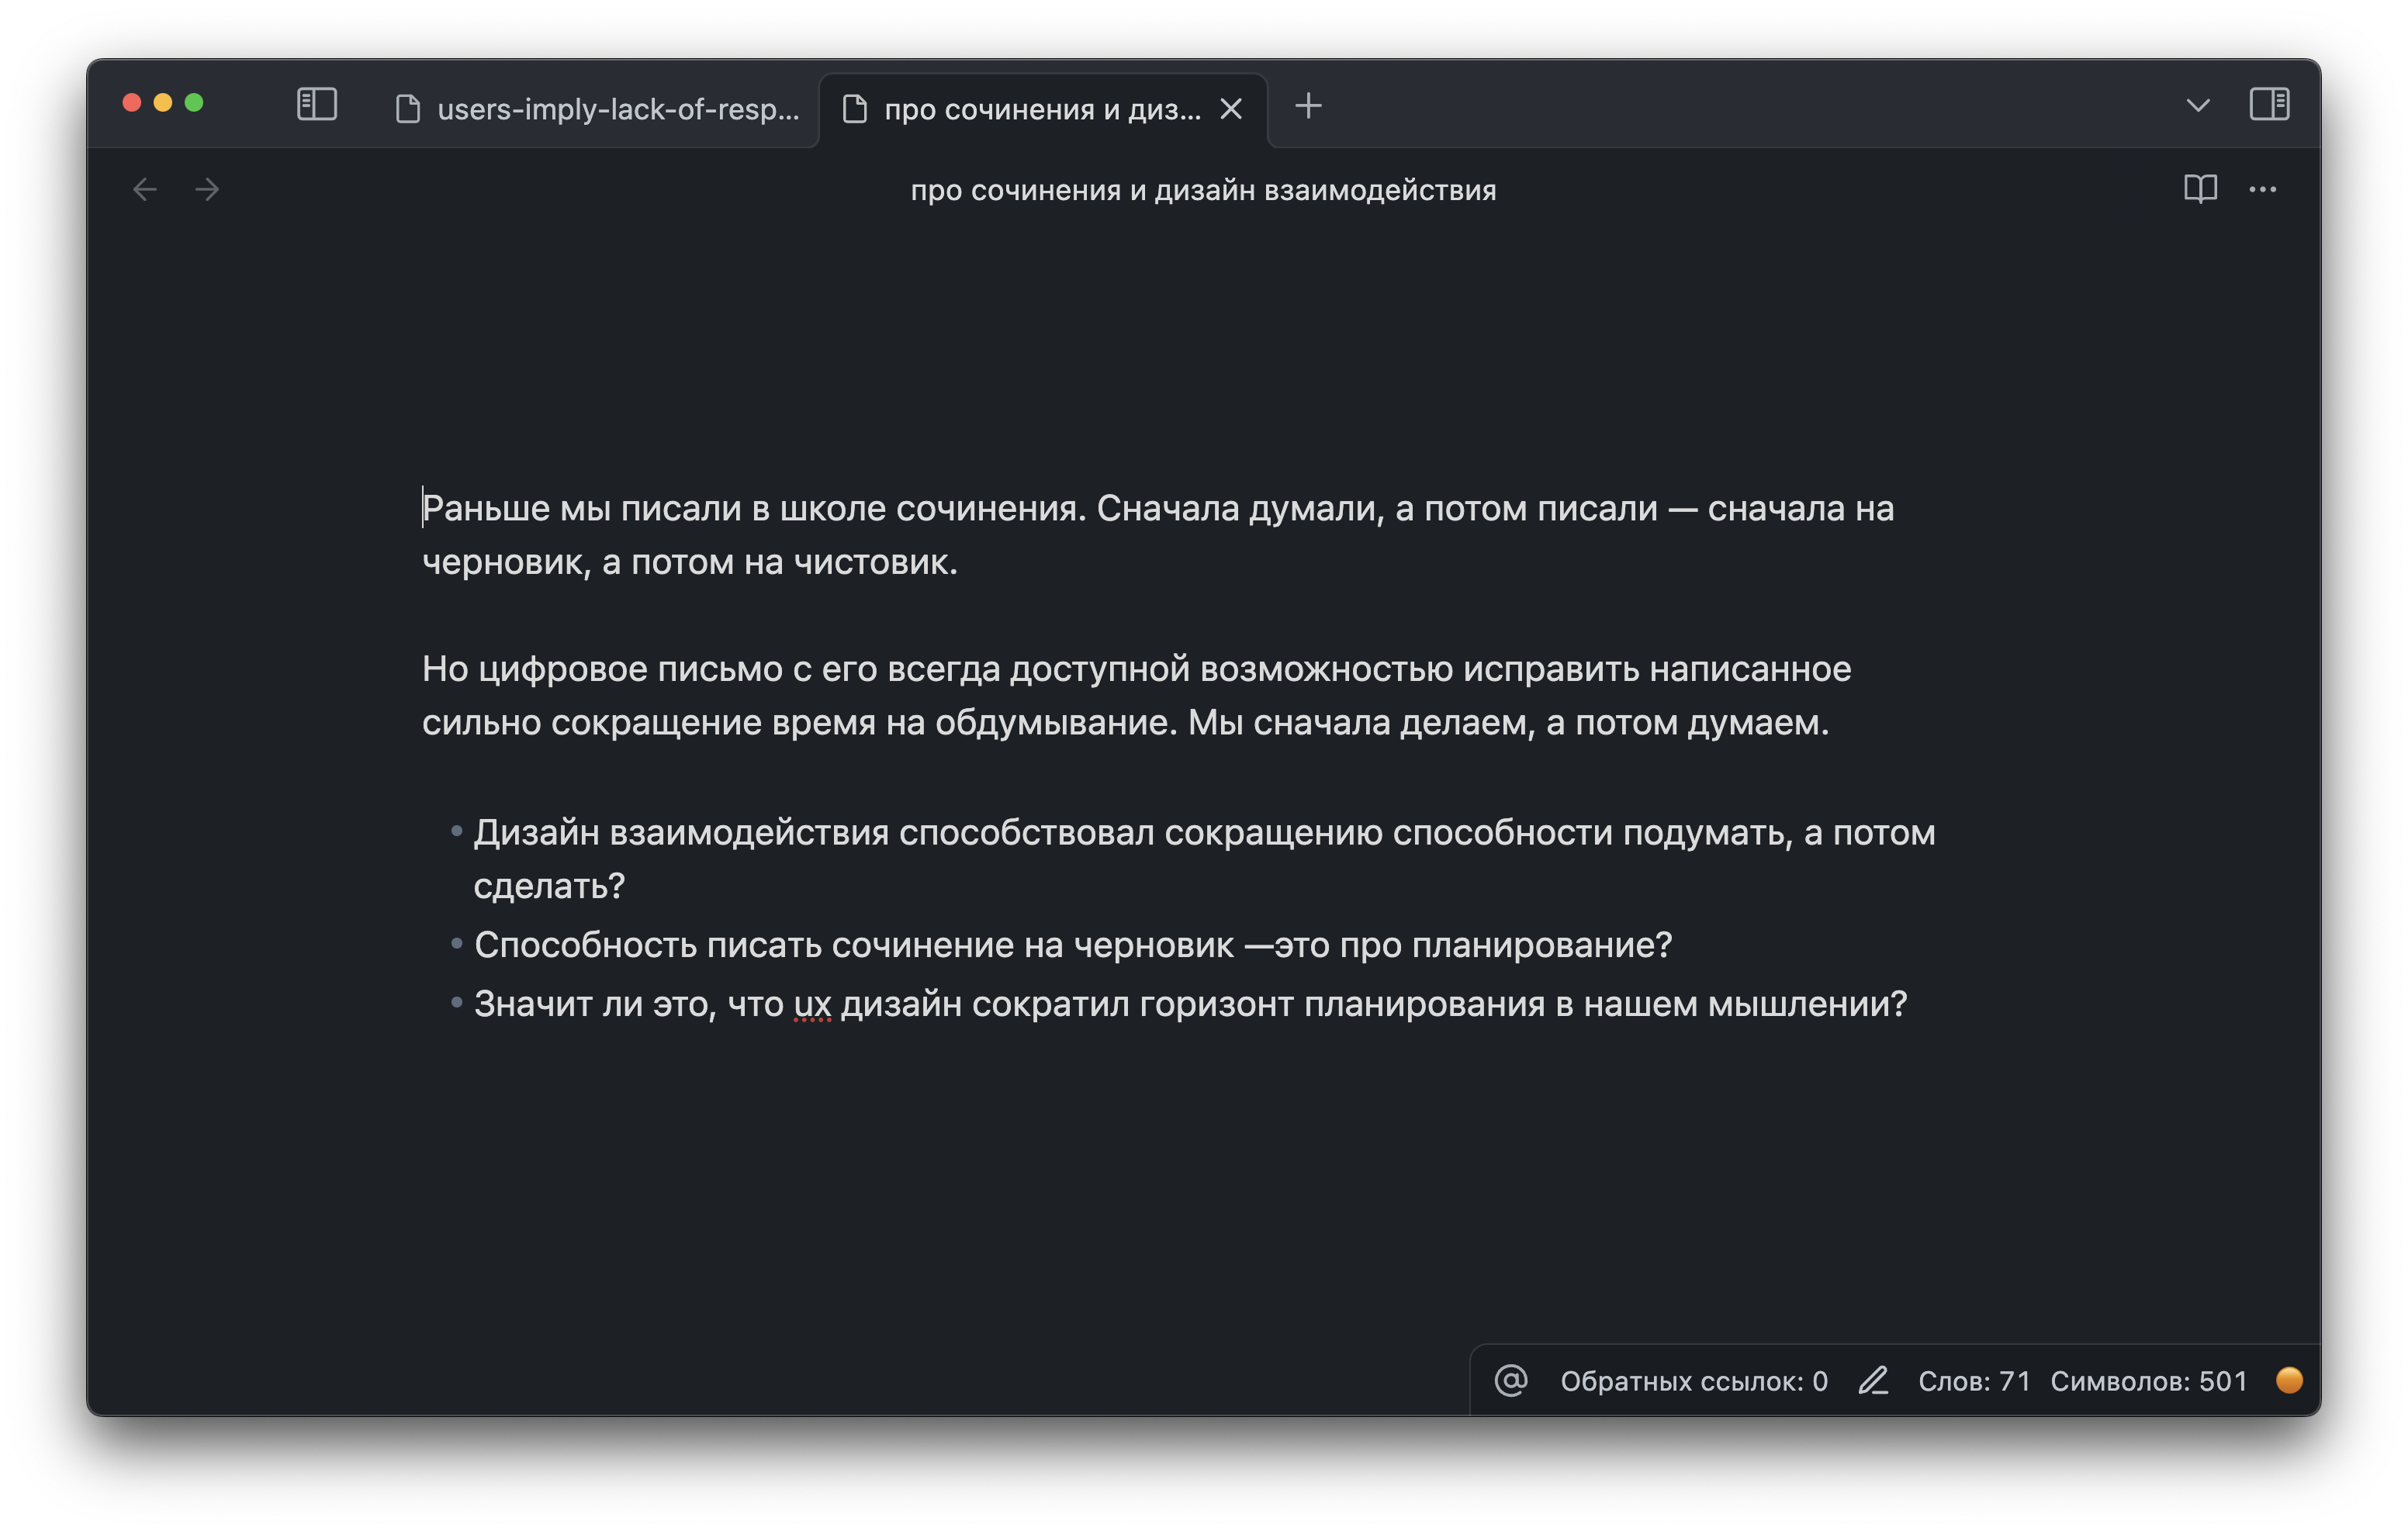 users-imply-lack-of-resp...
про сочинения и диз...
про сочинения и дизайн взаимодействия
Раньше мы писали в школе сочинения. Сначала думали, а потом писали — сначала на
черновик, а потом на чистовик.
Но цифровое письмо с его всегда доступной возможностью исправить написанное
сильно сокращение время на обдумывание. Мы сначала делаем, а потом думаем.
Дизайн взаимодействия способствовал сокращению способности подумать, а потом
сделать?
Способность писать сочинение на черновик —это про планирование?
Значит ли это, что ux дизайн сократил горизонт планирования в нашем мышлении?
Обратных ссылок: 0 Слов: 71 Символов: 501